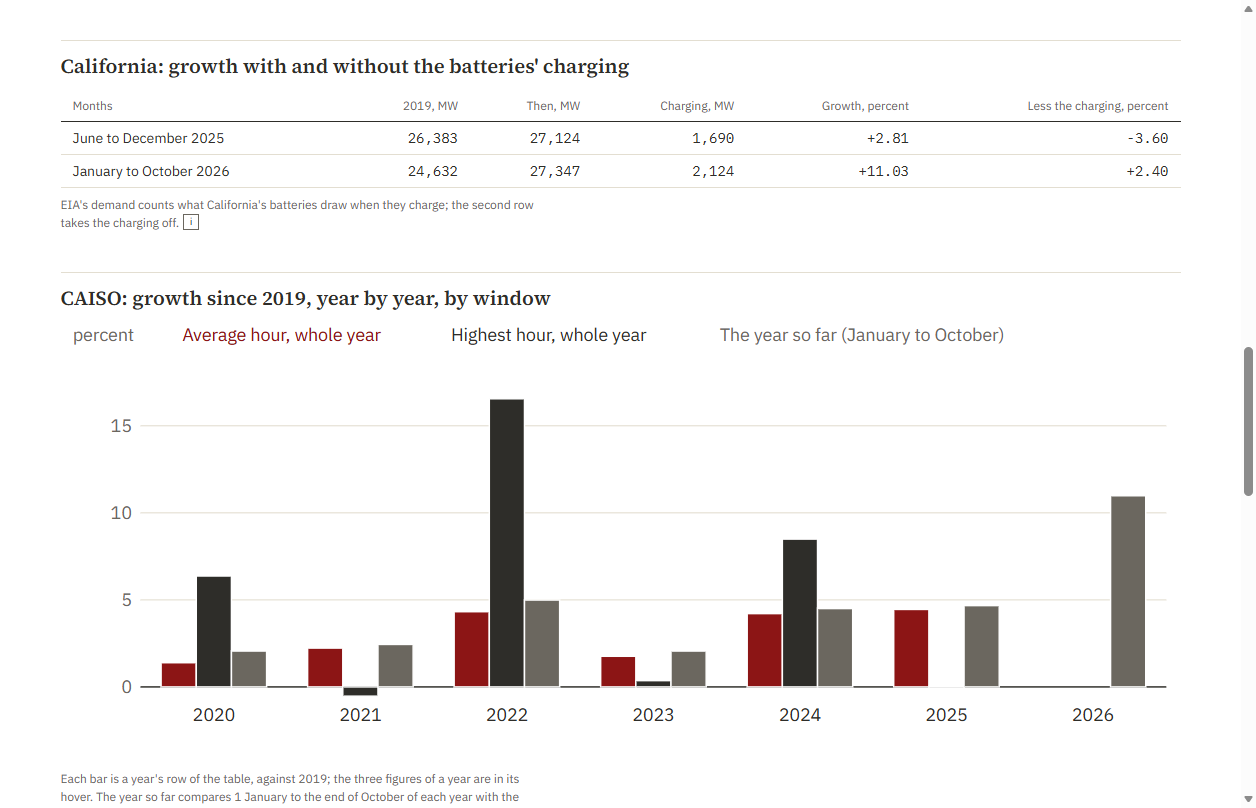 California: growth with and without the batteries' charging
Months 2019, MW Then, MW Charging, MW Growth, percent Less the charging, percent
June to December 2025 26,383 27,124 1,690 +2.81 -3.60
January to October 2026 24,632 27,347 2,124 +11.03 +2.40
EIA's demand counts what California's batteries draw when they charge; the second row
takes the charging off. i
CAISO: growth since 2019, year by year, by window
percent Average hour, whole year Highest hour, whole year The year so far (January to October)
15
10
5
0
2020 2021 2022 2023 2024 2025 2026
Each bar is a year's row of the table, against 2019; the three figures of a year are in its
hover. The year so far compares 1 January to the end of October of each year with the